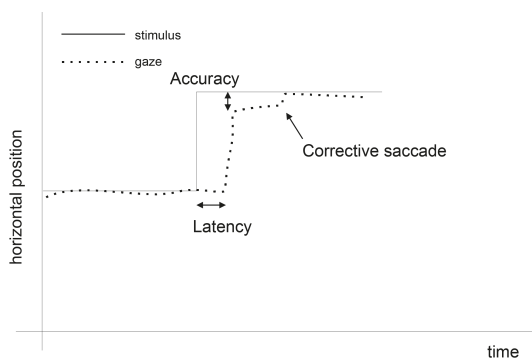 stimulus
gaze
Accuracy
Corrective saccade
Latency
horizontal position
time